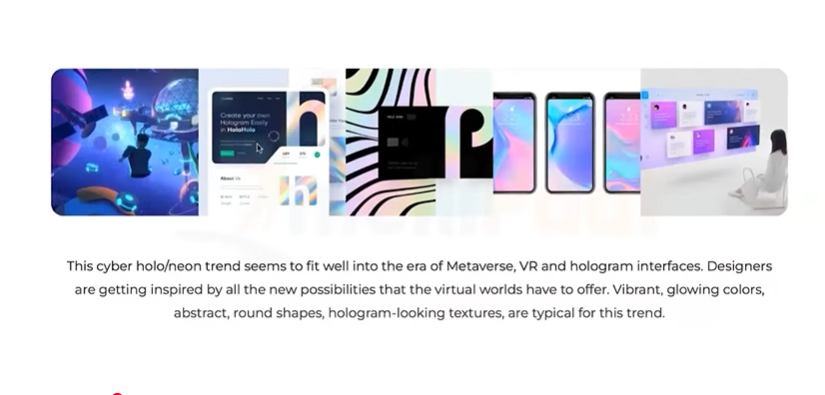 Create your own
Hologram Easily
in HoloHolo
About Us
This cyber holo/neon trend seems to fit well into the era of Metaverse, VR and hologram interfaces. Designers
are getting inspired by all the new possibilities that the virtual worlds have to offer. Vibrant, glowing colors,
abstract, round shapes, hologram-looking textures, are typical for this trend.